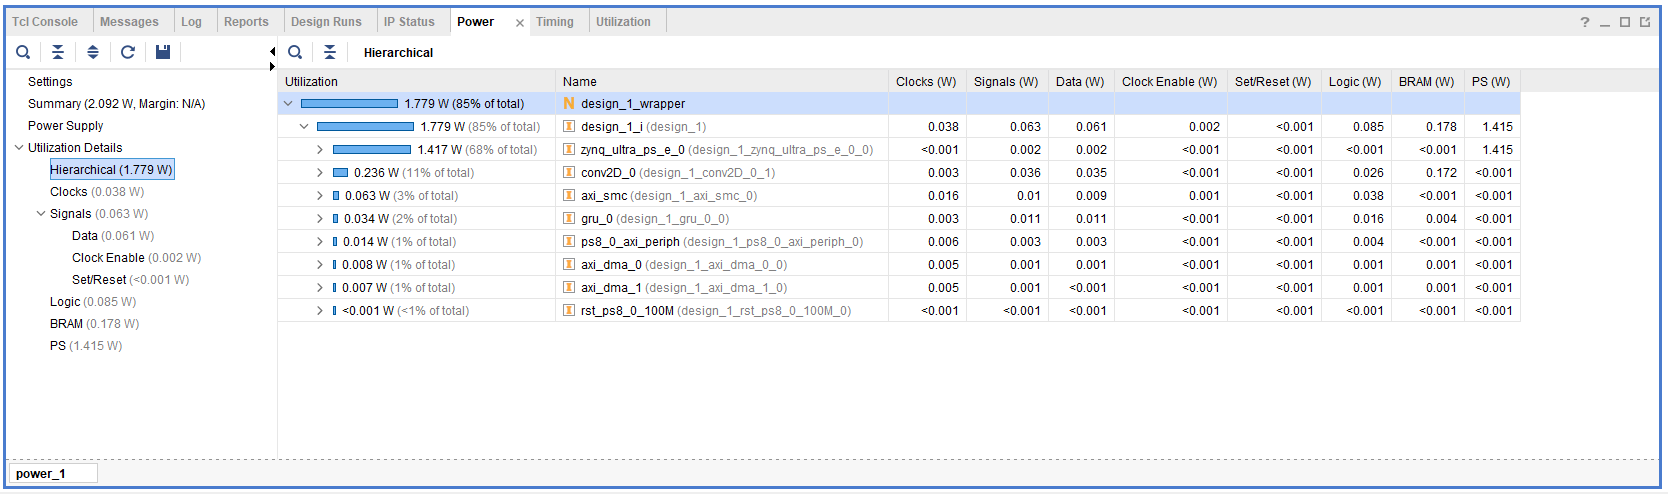 Tcl Console Messages Log Reports Design Runs IP Status Power × Timing Utilization ?
Hierarchical
Settings
Summary (2.092 W, Margin: N/A)
Power Supply
Utilization Details
Hierarchical (1.779 W)
Clocks (0.038 W)
Signals (0.063 W)
Data (0.061 W)
Clock Enable (0.002 W)
Set/Reset (<0.001 W)
Logic (0.085 W)
BRAM (0.178 W)
PS (1.415 W)
Utilization Name Clocks (W) Signals (W) Data (W) Clock Enable (W) Set/Reset (W) Logic (W) BRAM (W) PS (W)
1.779 W (85% of total) N design_1_wrapper
1.779 W (85% of total) I design_1_i (design_1) 0.038 0.063 0.061 0.002 <0.001 0.085 0.178 1.415
1.417 W (68% of total) I zynq_ultra_ps_e_0 (design_1_zynq_ultra_ps_e_0_0) <0.001 0.002 0.002 <0.001 <0.001 <0.001 <0.001 1.415
0.236 W (11% of total) I conv2D_0 (design_1_conv2D_0_1) 0.003 0.036 0.035 <0.001 <0.001 0.026 0.172 <0.001
0.063 W (3% of total) I axi_smc (design_1_axi_smc_0) 0.016 0.01 0.009 <0.001 <0.001 0.038 <0.001 <0.001
0.034 W (2% of total) I gru_0 (design_1_gru_0_0) 0.003 0.011 0.011 <0.001 <0.001 0.016 0.004 <0.001
0.014 W (1% of total) I ps8_0_axi_periph (design_1_ps8_0_axi_periph_0) 0.006 0.003 0.003 <0.001 <0.001 0.004 <0.001 <0.001
0.008 W (1% of total) I axi_dma_0 (design_1_axi_dma_0_0) 0.005 0.001 0.001 <0.001 <0.001 0.001 0.001 <0.001
0.007 W (1% of total) I axi_dma_1 (design_1_axi_dma_1_0) 0.005 0.001 <0.001 <0.001 <0.001 0.001 <0.001 <0.001
<0.001 W (<1% of total) I rst_ps8_0_100M (design_1_rst_ps8_0_100M_0) <0.001 <0.001 <0.001 <0.001 <0.001 <0.001 <0.001 <0.001
power_1